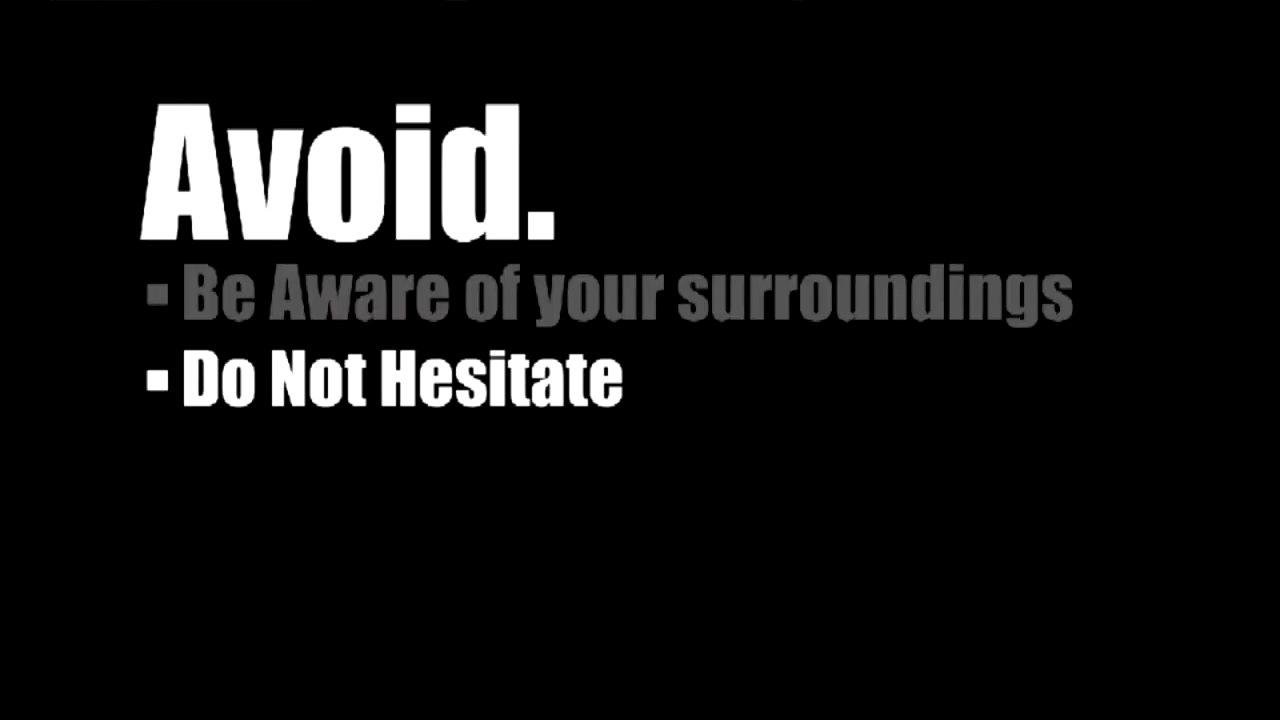 Avoid.
▪ Be Aware of your surroundings
▪ Do Not Hesitate